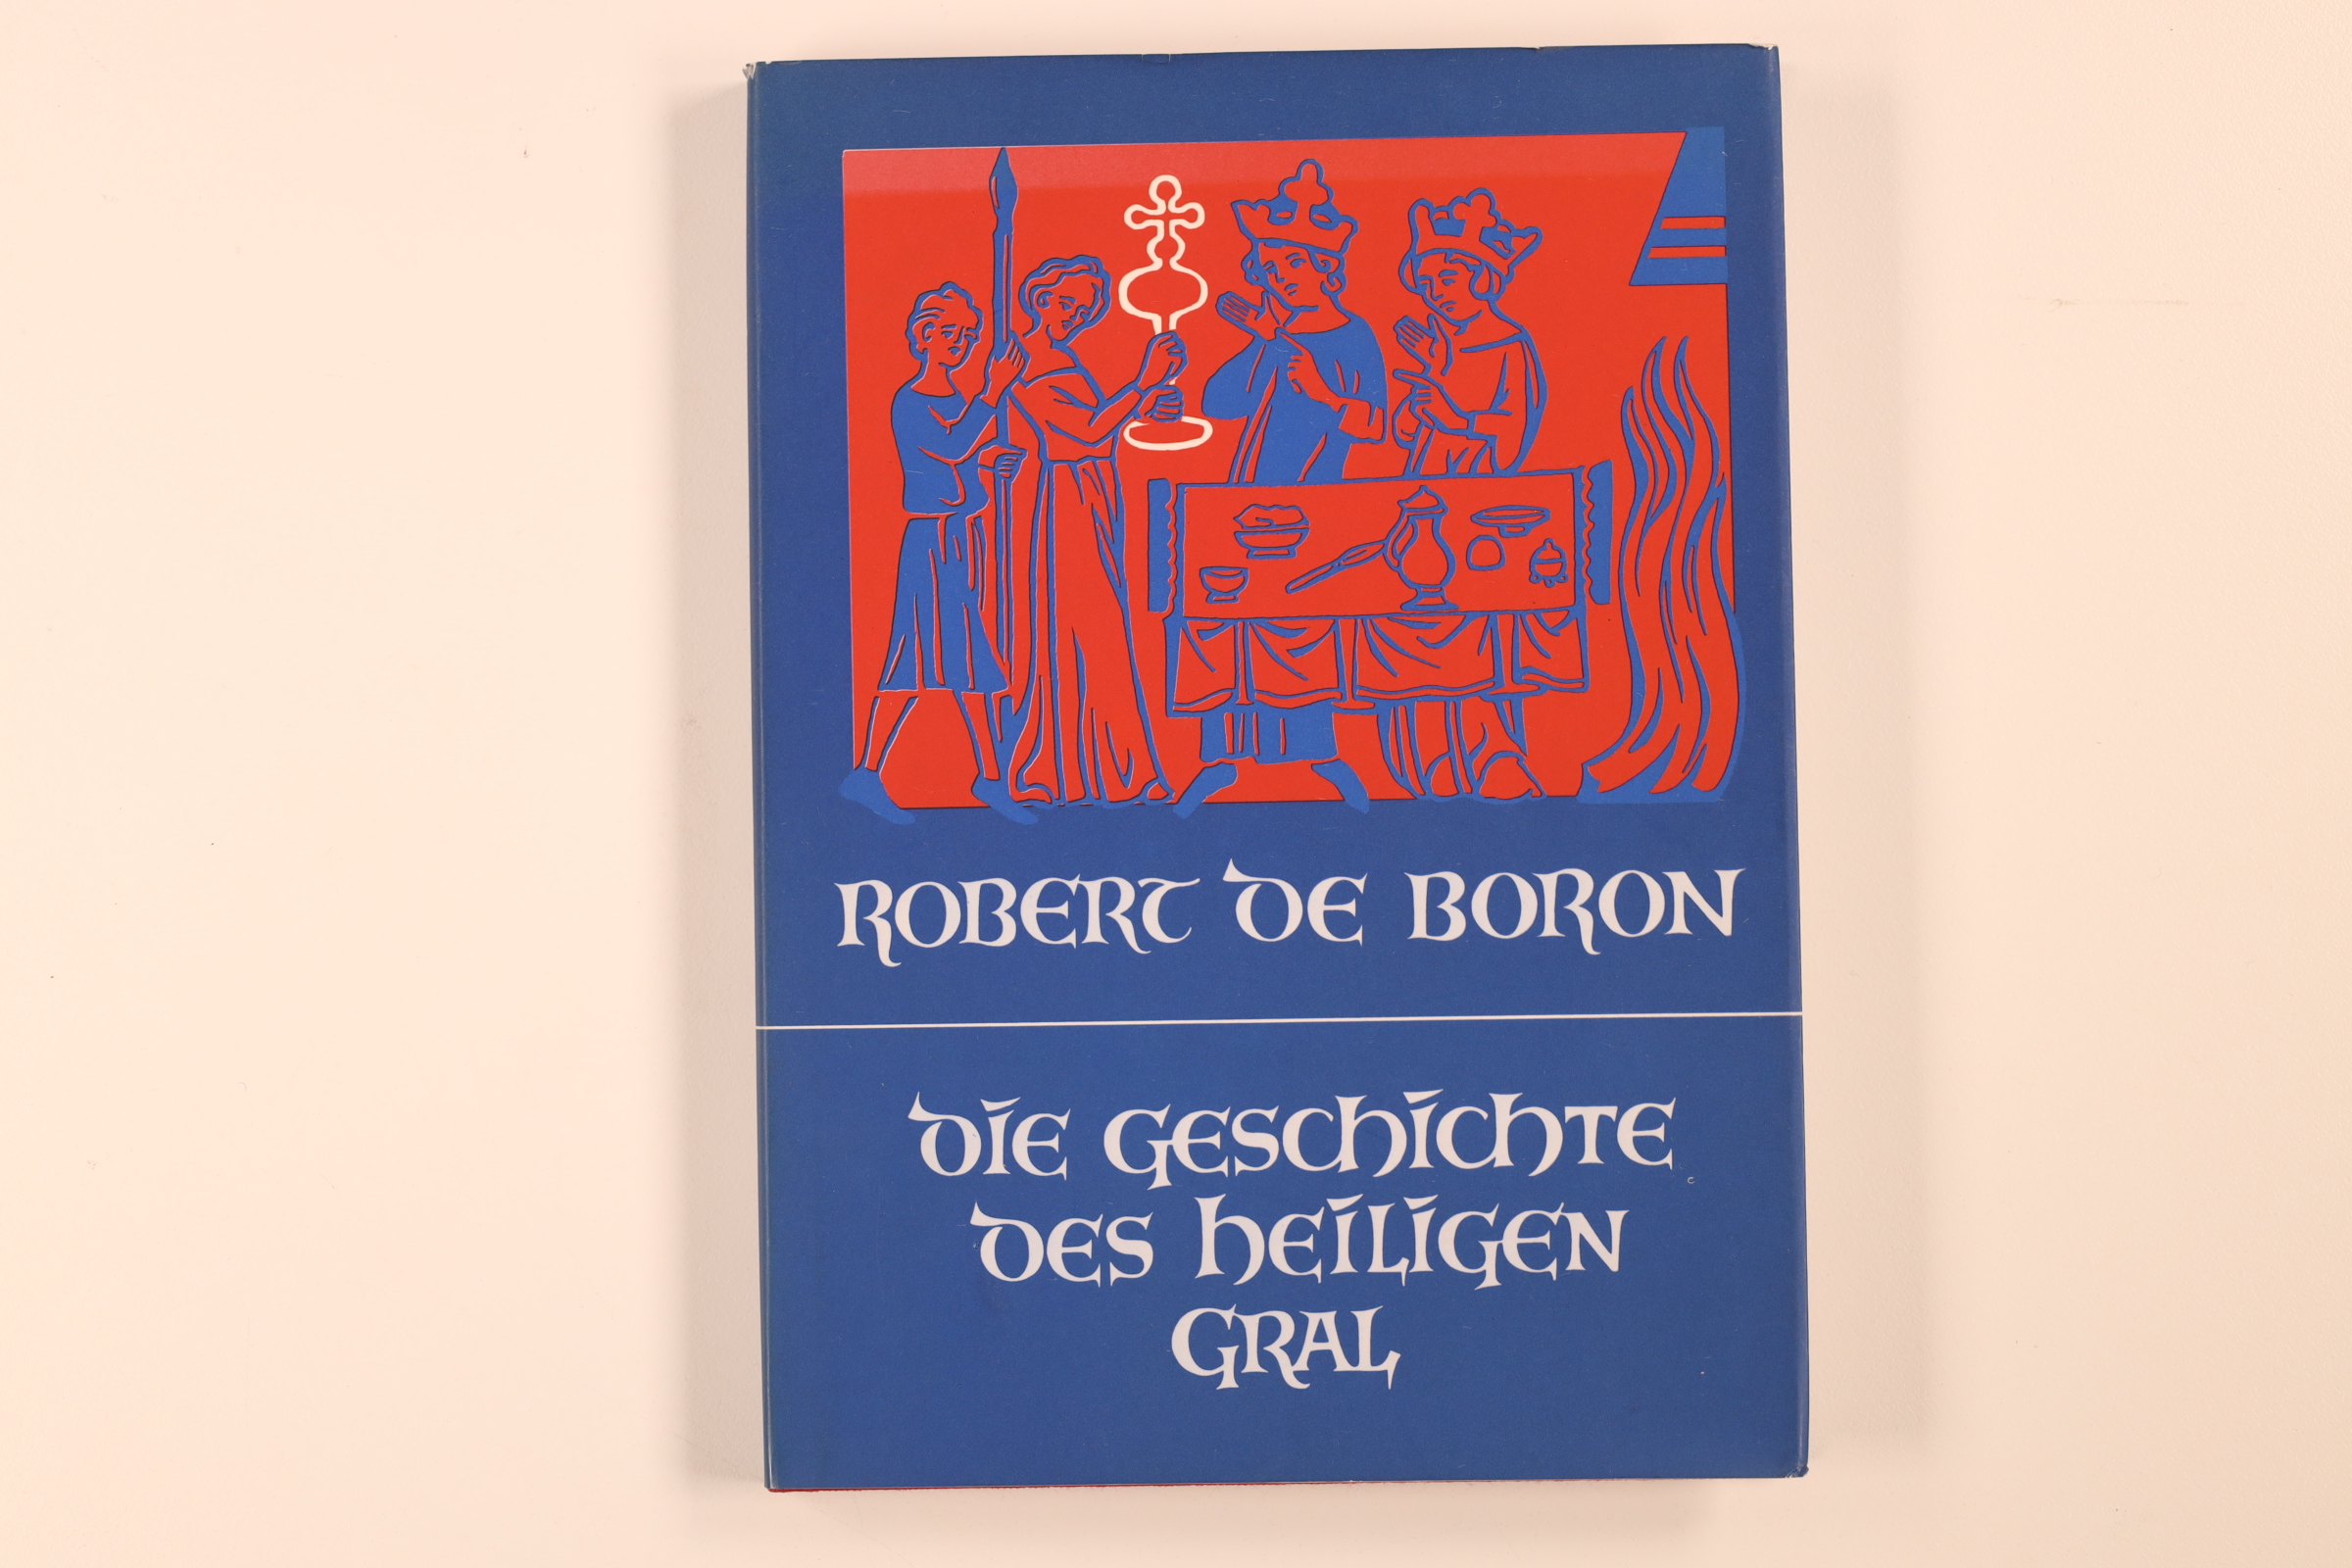 ROBERT DE BORON
DIE GESCHICHTE
DES HEILIGEN
GRAL